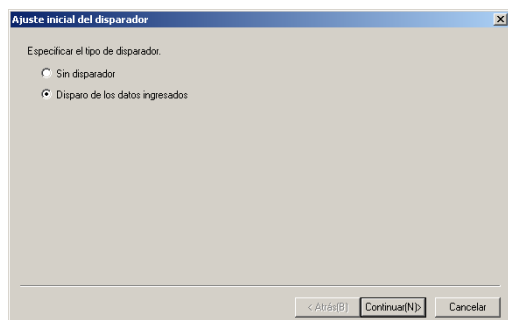 Ajuste inicial del disparador
Especificar el tipo de disparador.
Sin disparador
Disparo de los datos ingresados
< Atrás(B) Continuar(N)> Cancelar